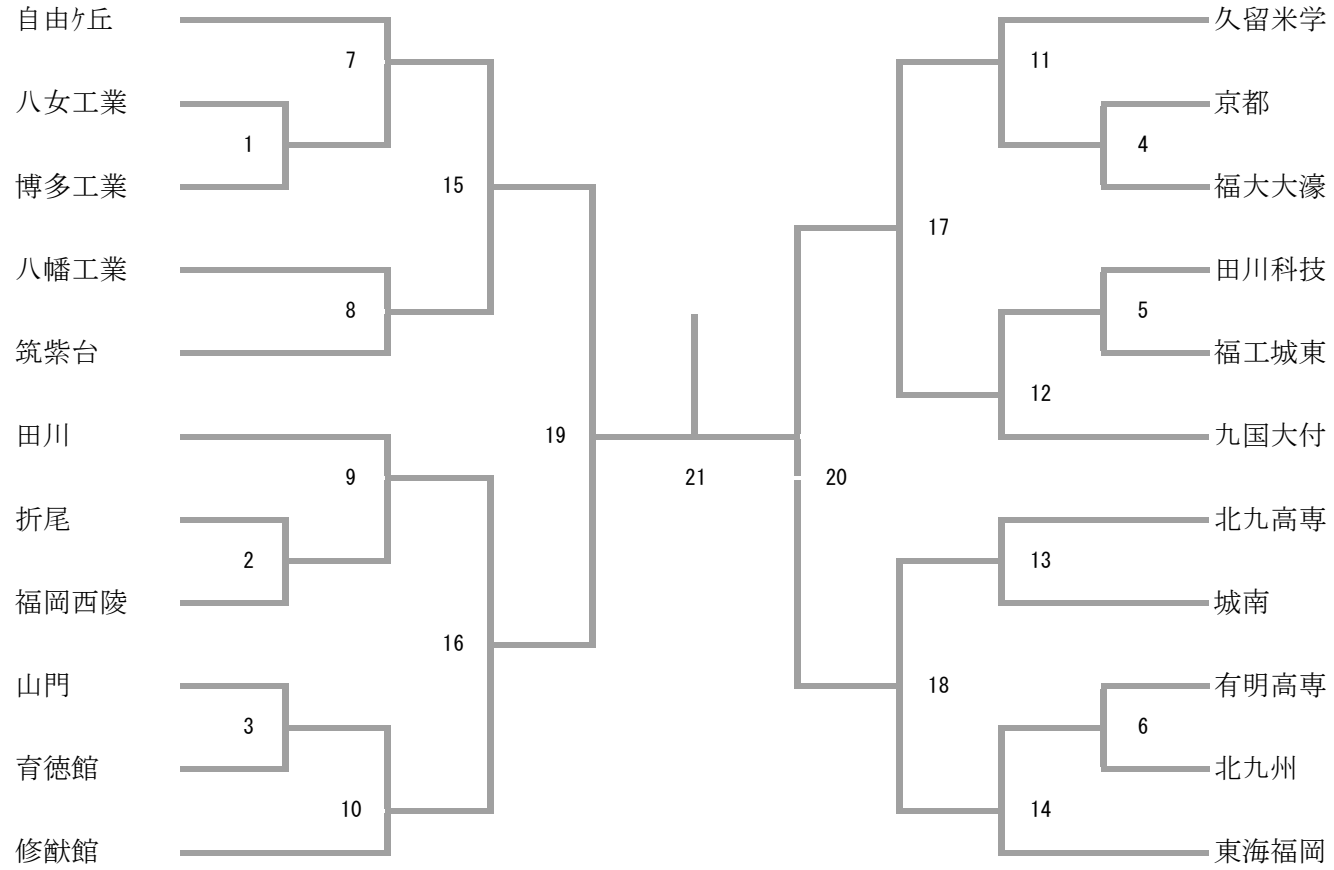 自由ｹ丘
7
八女工業
1
博多工業
15
八幡工業
8
筑紫台
19
田川
9
折尾
2
福岡西陵
16
山門
3
育徳館
10
修猷館
21
久留米学
11
京都
4
福大大濠
17
田川科技
5
福工城東
12
九国大付
20
北九高専
13
城南
18
有明高専
6
北九州
14
東海福岡